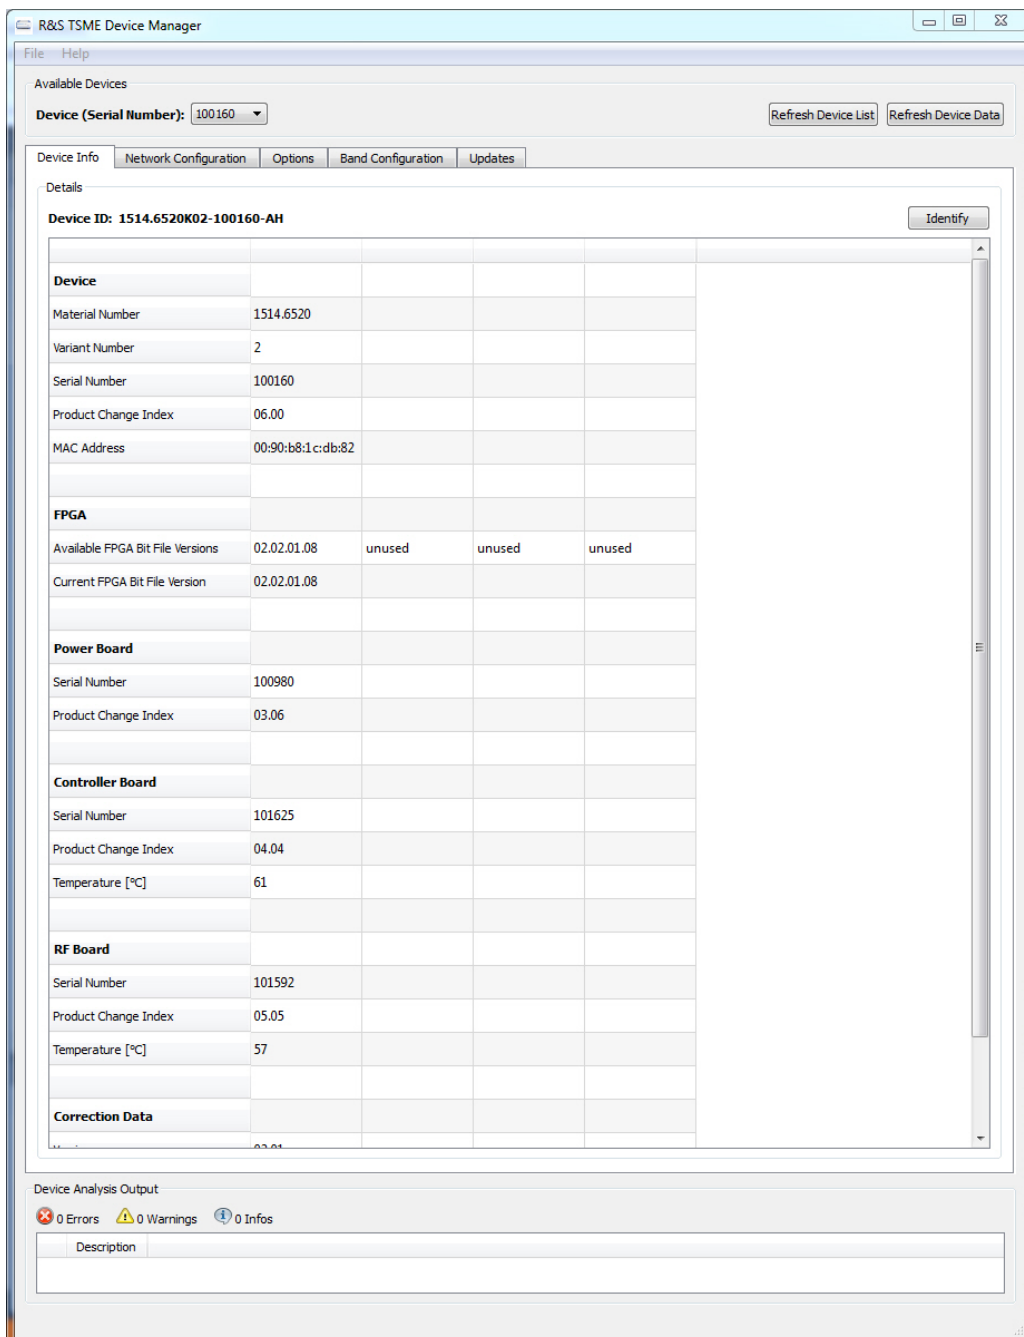 R&S TSME Device Manager
File Help
Available Devices
Device (Serial Number): 100160 Refresh Device List Refresh Device Data
Device Info Network Configuration Options Band Configuration Updates
Details
Device ID: 1514.6520K02-100160-AH Identify
Device
Material Number 1514.6520
Variant Number 2
Serial Number 100160
Product Change Index 06.00
MAC Address 00:90:b8:1c:db:82
FPGA
Available FPGA Bit File Versions 02.02.01.08 unused unused unused
Current FPGA Bit File Version 02.02.01.08
Power Board
Serial Number 100980
Product Change Index 03.06
Controller Board
Serial Number 101625
Product Change Index 04.04
Temperature [°C] 61
RF Board
Serial Number 101592
Product Change Index 05.05
Temperature [°C] 57
Correction Data
Device Analysis Output
0 Errors 0 Warnings 0 Infos
Description